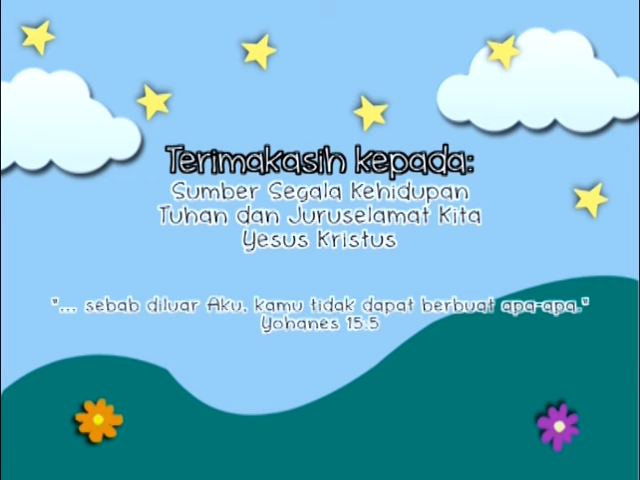 Terimakasih kepada:
Sumber Segala Kehidupan
Tuhan dan Juruselamat Kita
Yesus Kristus
"... sebab diluar Aku, kamu tidak dapat berbuat apa-apa."
Yohanes 15:5